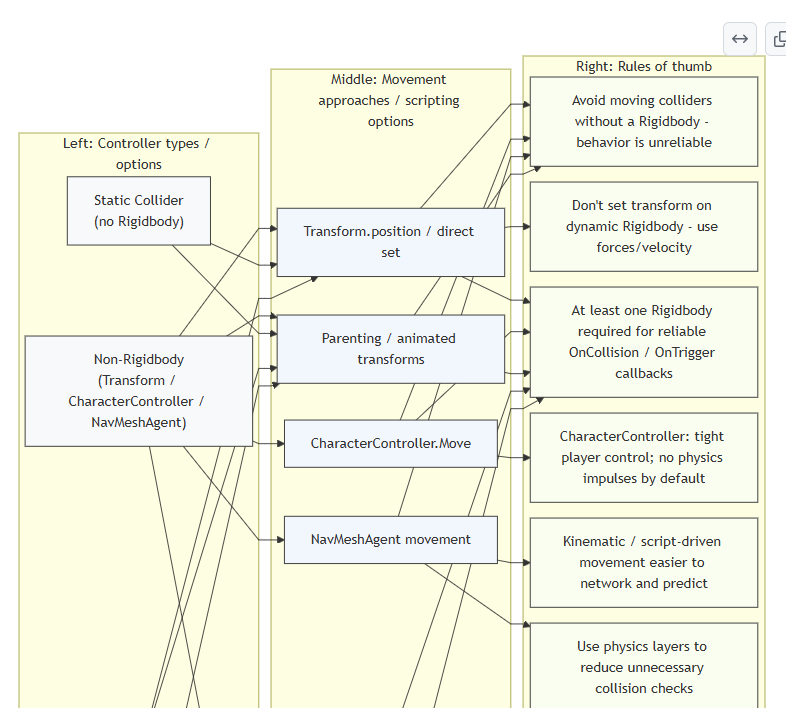 Left: Controller types /
options
Static Collider
(no Rigidbody)
Non-Rigidbody
(Transform /
CharacterController /
NavMeshAgent)
Middle: Movement
approaches / scripting
options
Transform.position / direct
set
Parenting / animated
transforms
CharacterController.Move
NavMeshAgent movement
Right: Rules of thumb
Avoid moving colliders
without a Rigidbody -
behavior is unreliable
Don't set transform on
dynamic Rigidbody - use
forces/velocity
At least one Rigidbody
required for reliable
OnCollision / OnTrigger
callbacks
CharacterController: tight
player control; no physics
impulses by default
Kinematic / script-driven
movement easier to
network and predict
Use physics layers to
reduce unnecessary
collision checks